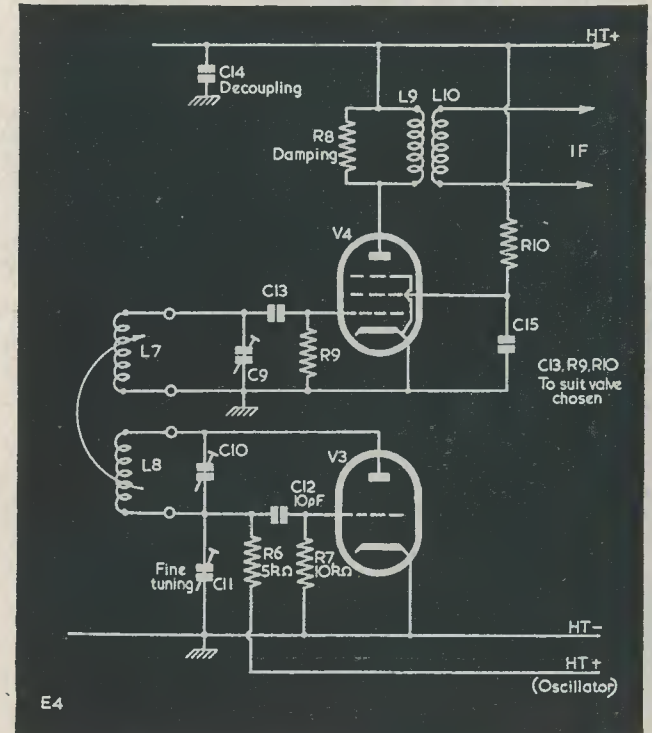 HT+
C14
Decoupling
L9
L10
R8
Damping
IF
V4
R10
C13
C15
L7
C9
R9
C13, R9, R10
To suit valve
chosen
L8
C10
V3
C12
10pF
Fine
tuning
C11
R6
5kΩ
R7
10kΩ
HT-
HT+
(Oscillator)
E4